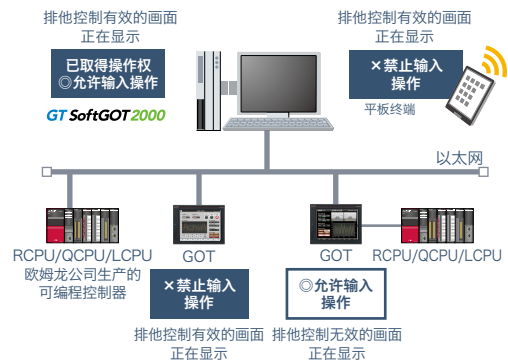 排他控制有效的画面
正在显示
已取得操作权
◎允许输入操作
GT SoftGOT2000
排他控制有效的画面
正在显示
×禁止输入
操作
平板终端
以太网
RCPU/QCPU/LCPU
欧姆龙公司生产的
可编程控制器
GOT
×禁止输入
操作
排他控制有效的画面
正在显示
GOT
◎允许输入
操作
排他控制无效的画面
正在显示
RCPU/QCPU/LCPU